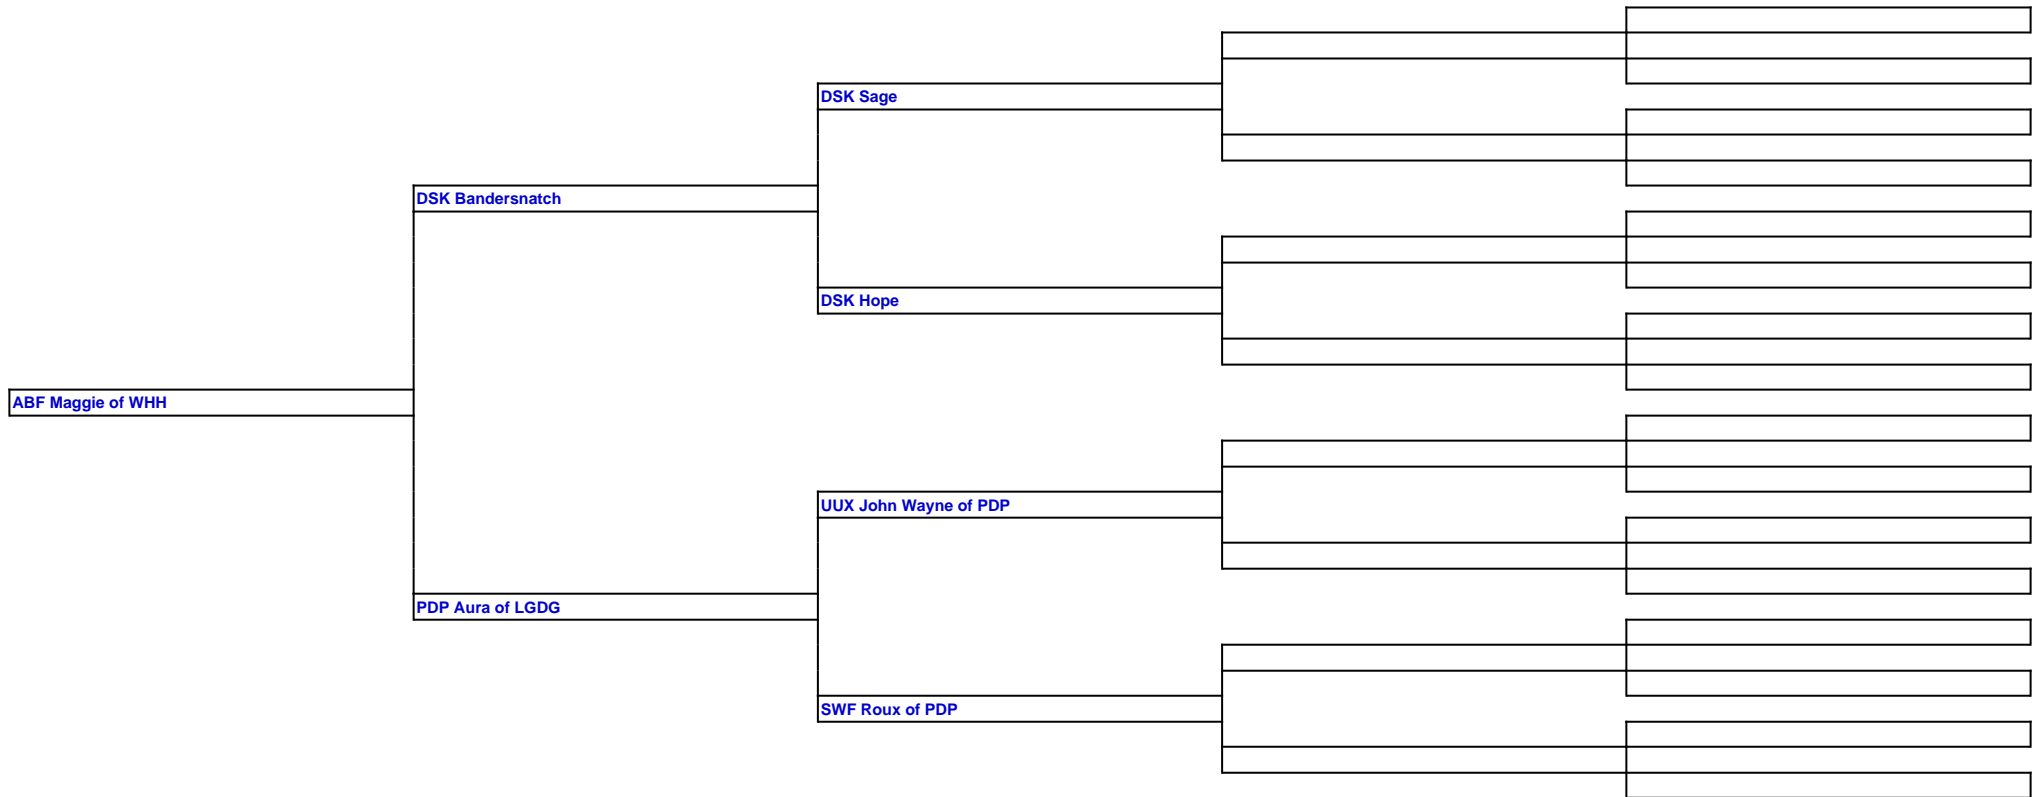 DSK Sage
DSK Bandersnatch
DSK Hope
ABF Maggie of WHH
UUX John Wayne of PDP
PDP Aura of LGDG
SWF Roux of PDP